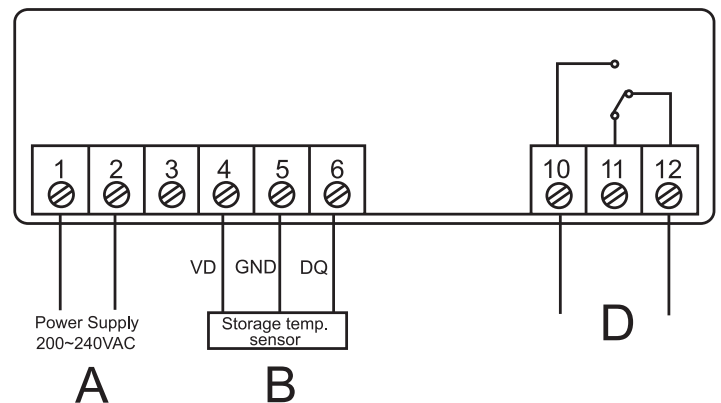 1 2 3 4 5 6 10 11 12
VD GND DQ
Power Supply
200~240VAC
Storage temp.
sensor
A B D